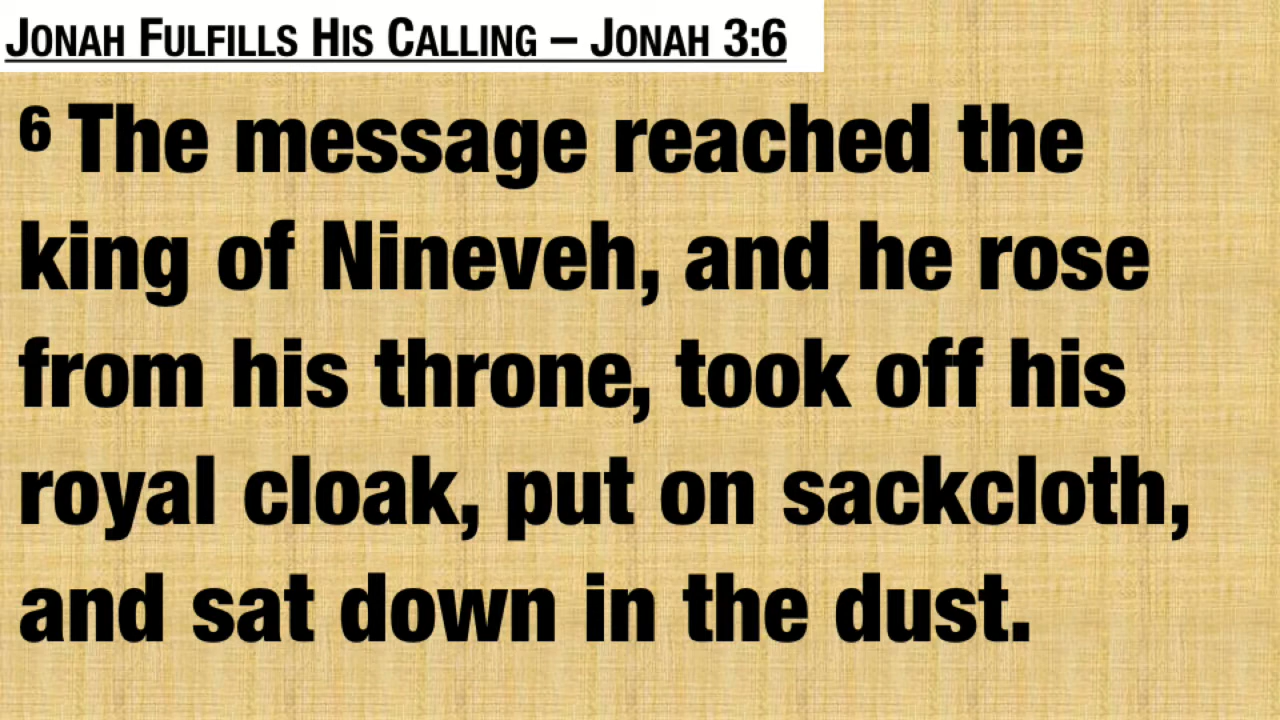 Jonah Fulfills His Calling – Jonah 3:6
6 The message reached the
king of Nineveh, and he rose
from his throne, took off his
royal cloak, put on sackcloth,
and sat down in the dust.